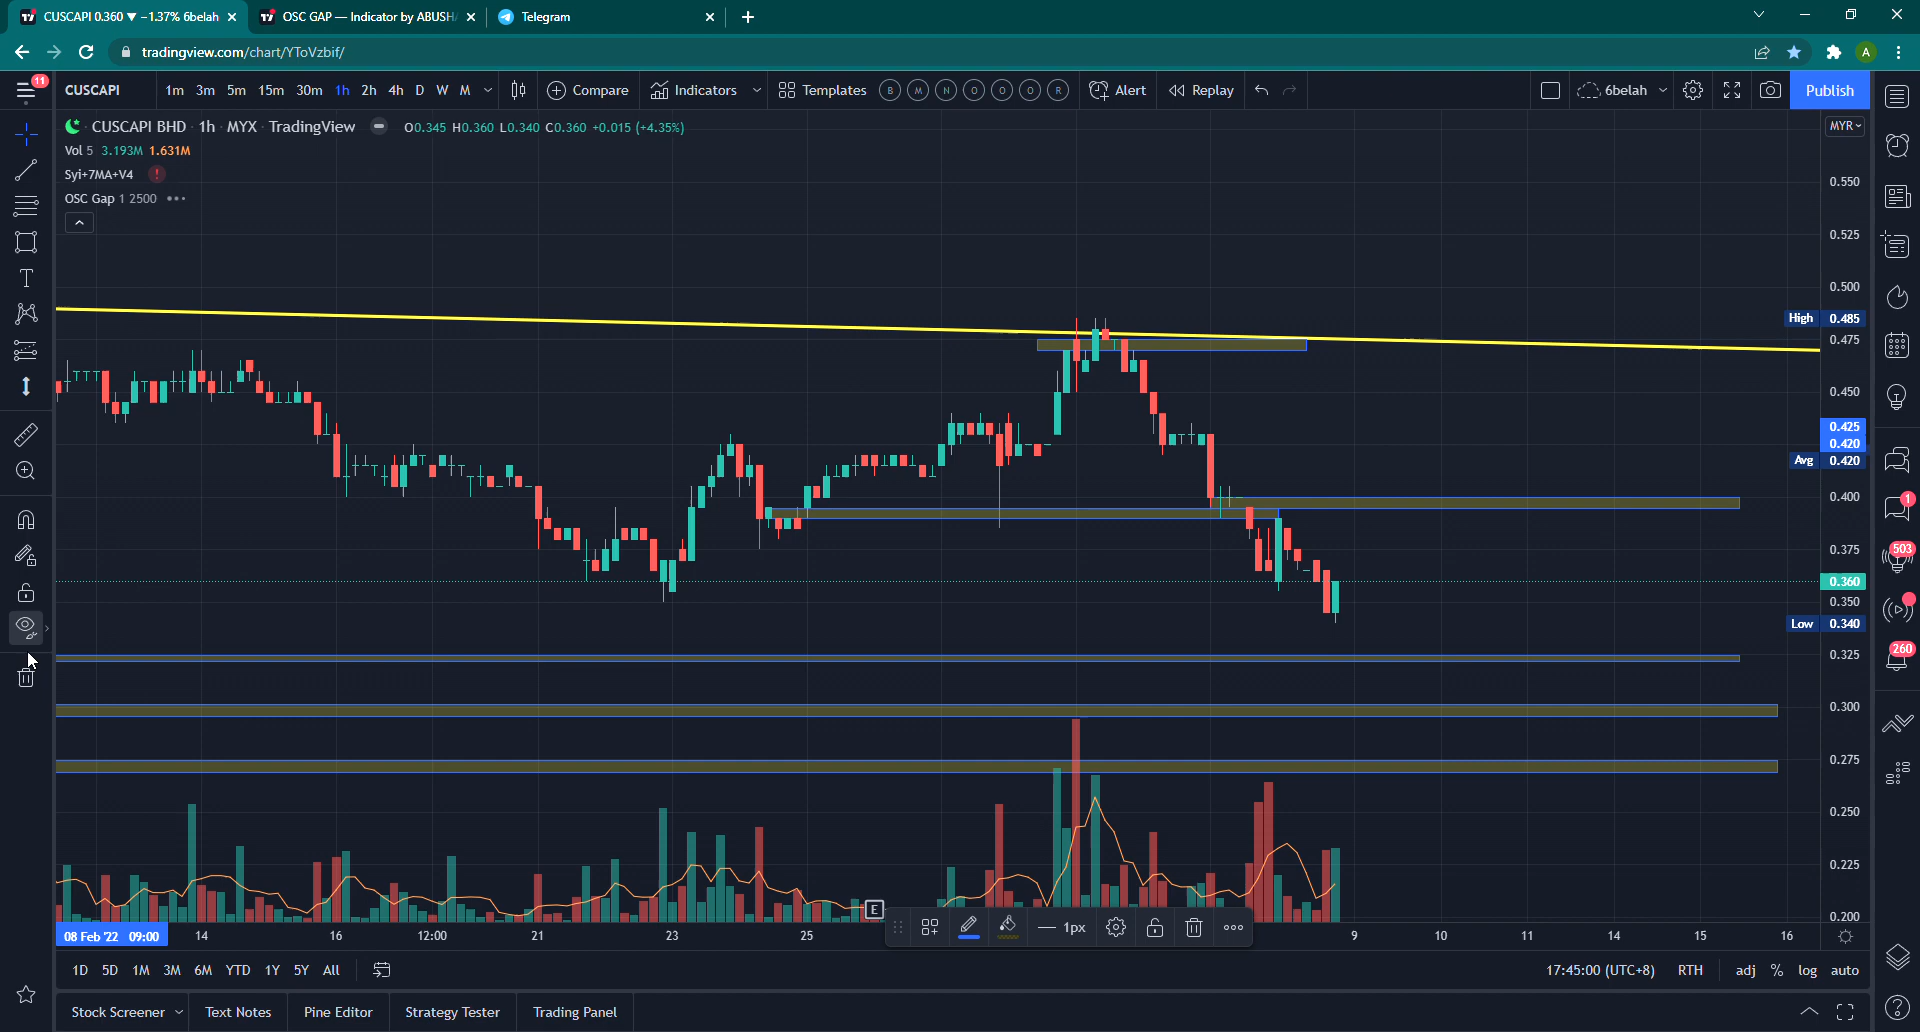 CUSCAPI 0.360 ▼ −1.37% 6belah
OSC GAP — Indicator by ABUSH
Telegram
tradingview.com/chart/YToVzbif/
A
11
CUSCAPI
1m 3m 5m 15m 30m 1h 2h 4h D W M
Compare
Indicators
Templates
B M N O O O R
Alert
Replay
6belah
Publish
CUSCAPI BHD · 1h · MYX · TradingView
O0.345 H0.360 L0.340 C0.360 +0.015 (+4.35%)
MYR
Vol 5 3.193M 1.631M
Syi+7MA+V4 !
OSC Gap 1 2500
0.550
0.525
0.500
High 0.485
0.475
0.450
0.425
0.420
Avg 0.420
0.400
0.375
0.360
0.350
Low 0.340
0.325
0.300
0.275
0.250
0.225
0.200
1
503
260
E
1px
08 Feb '22 09:00
14 16 12:00 21 23 25 9 10 11 14 15 16
1D 5D 1M 3M 6M YTD 1Y 5Y All
17:45:00 (UTC+8) RTH adj % log auto
Stock Screener Text Notes Pine Editor Strategy Tester Trading Panel